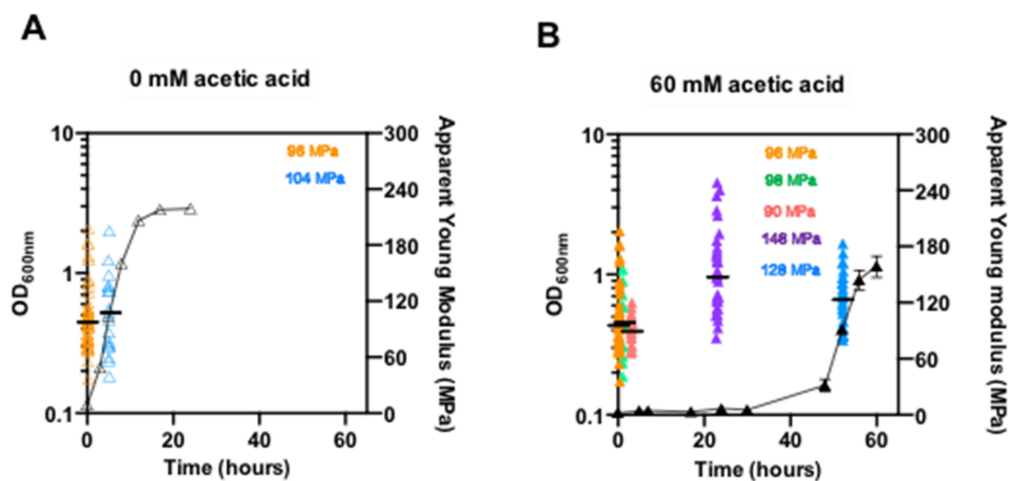 A
0 mM acetic acid
OD600nm
10
1
0.1
96 MPa
104 MPa
300
240
180
120
60
0
Apparent Young Modulus (MPa)
0 20 40 60
Time (hours)
B
60 mM acetic acid
OD600nm
10
1
0.1
96 MPa
98 MPa
90 MPa
148 MPa
128 MPa
300
240
180
120
60
0
Apparent Young modulus (MPa)
0 20 40 60
Time (hours)